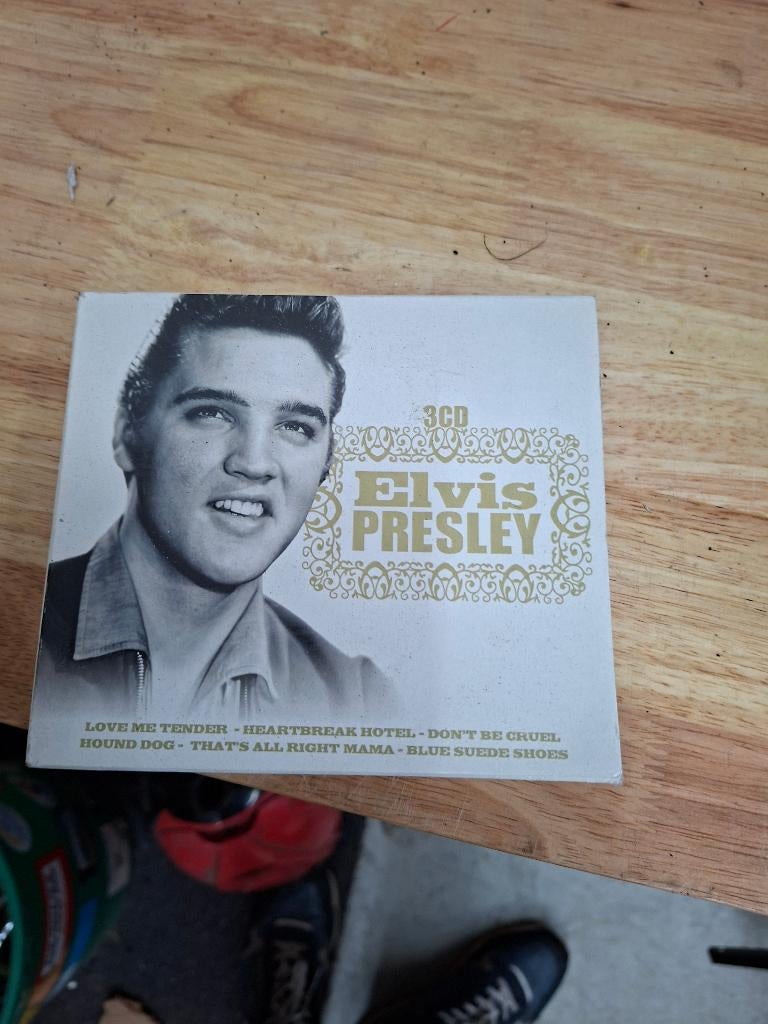 3CD
Elvis
PRESLEY
LOVE ME TENDER - HEARTBREAK HOTEL - DON'T BE CRUEL
HOUND DOG - THAT'S ALL RIGHT MAMA - BLUE SUEDE SHOES